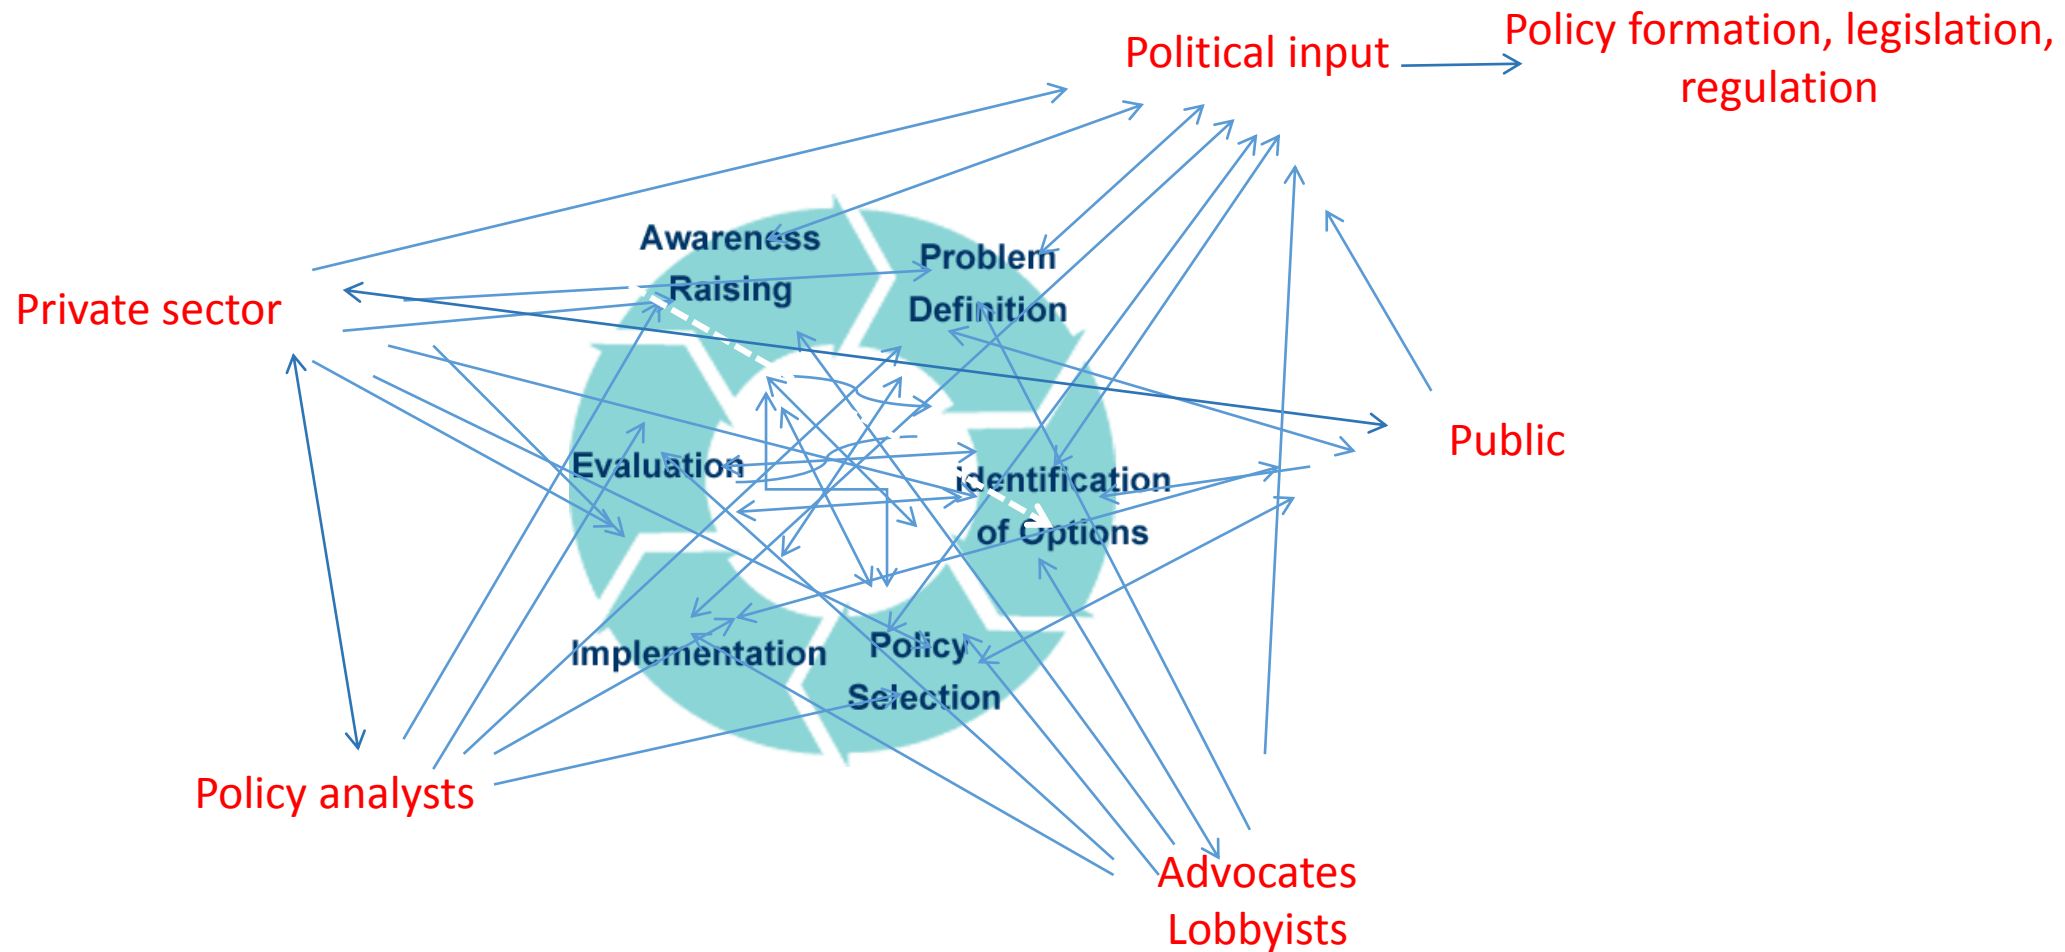 Political input
Policy formation, legislation,
regulation
Awareness
Raising
Problem
Definition
Private sector
Public
Evaluation
identification
of Options
Implementation
Policy
Selection
Policy analysts
Advocates
Lobbyists